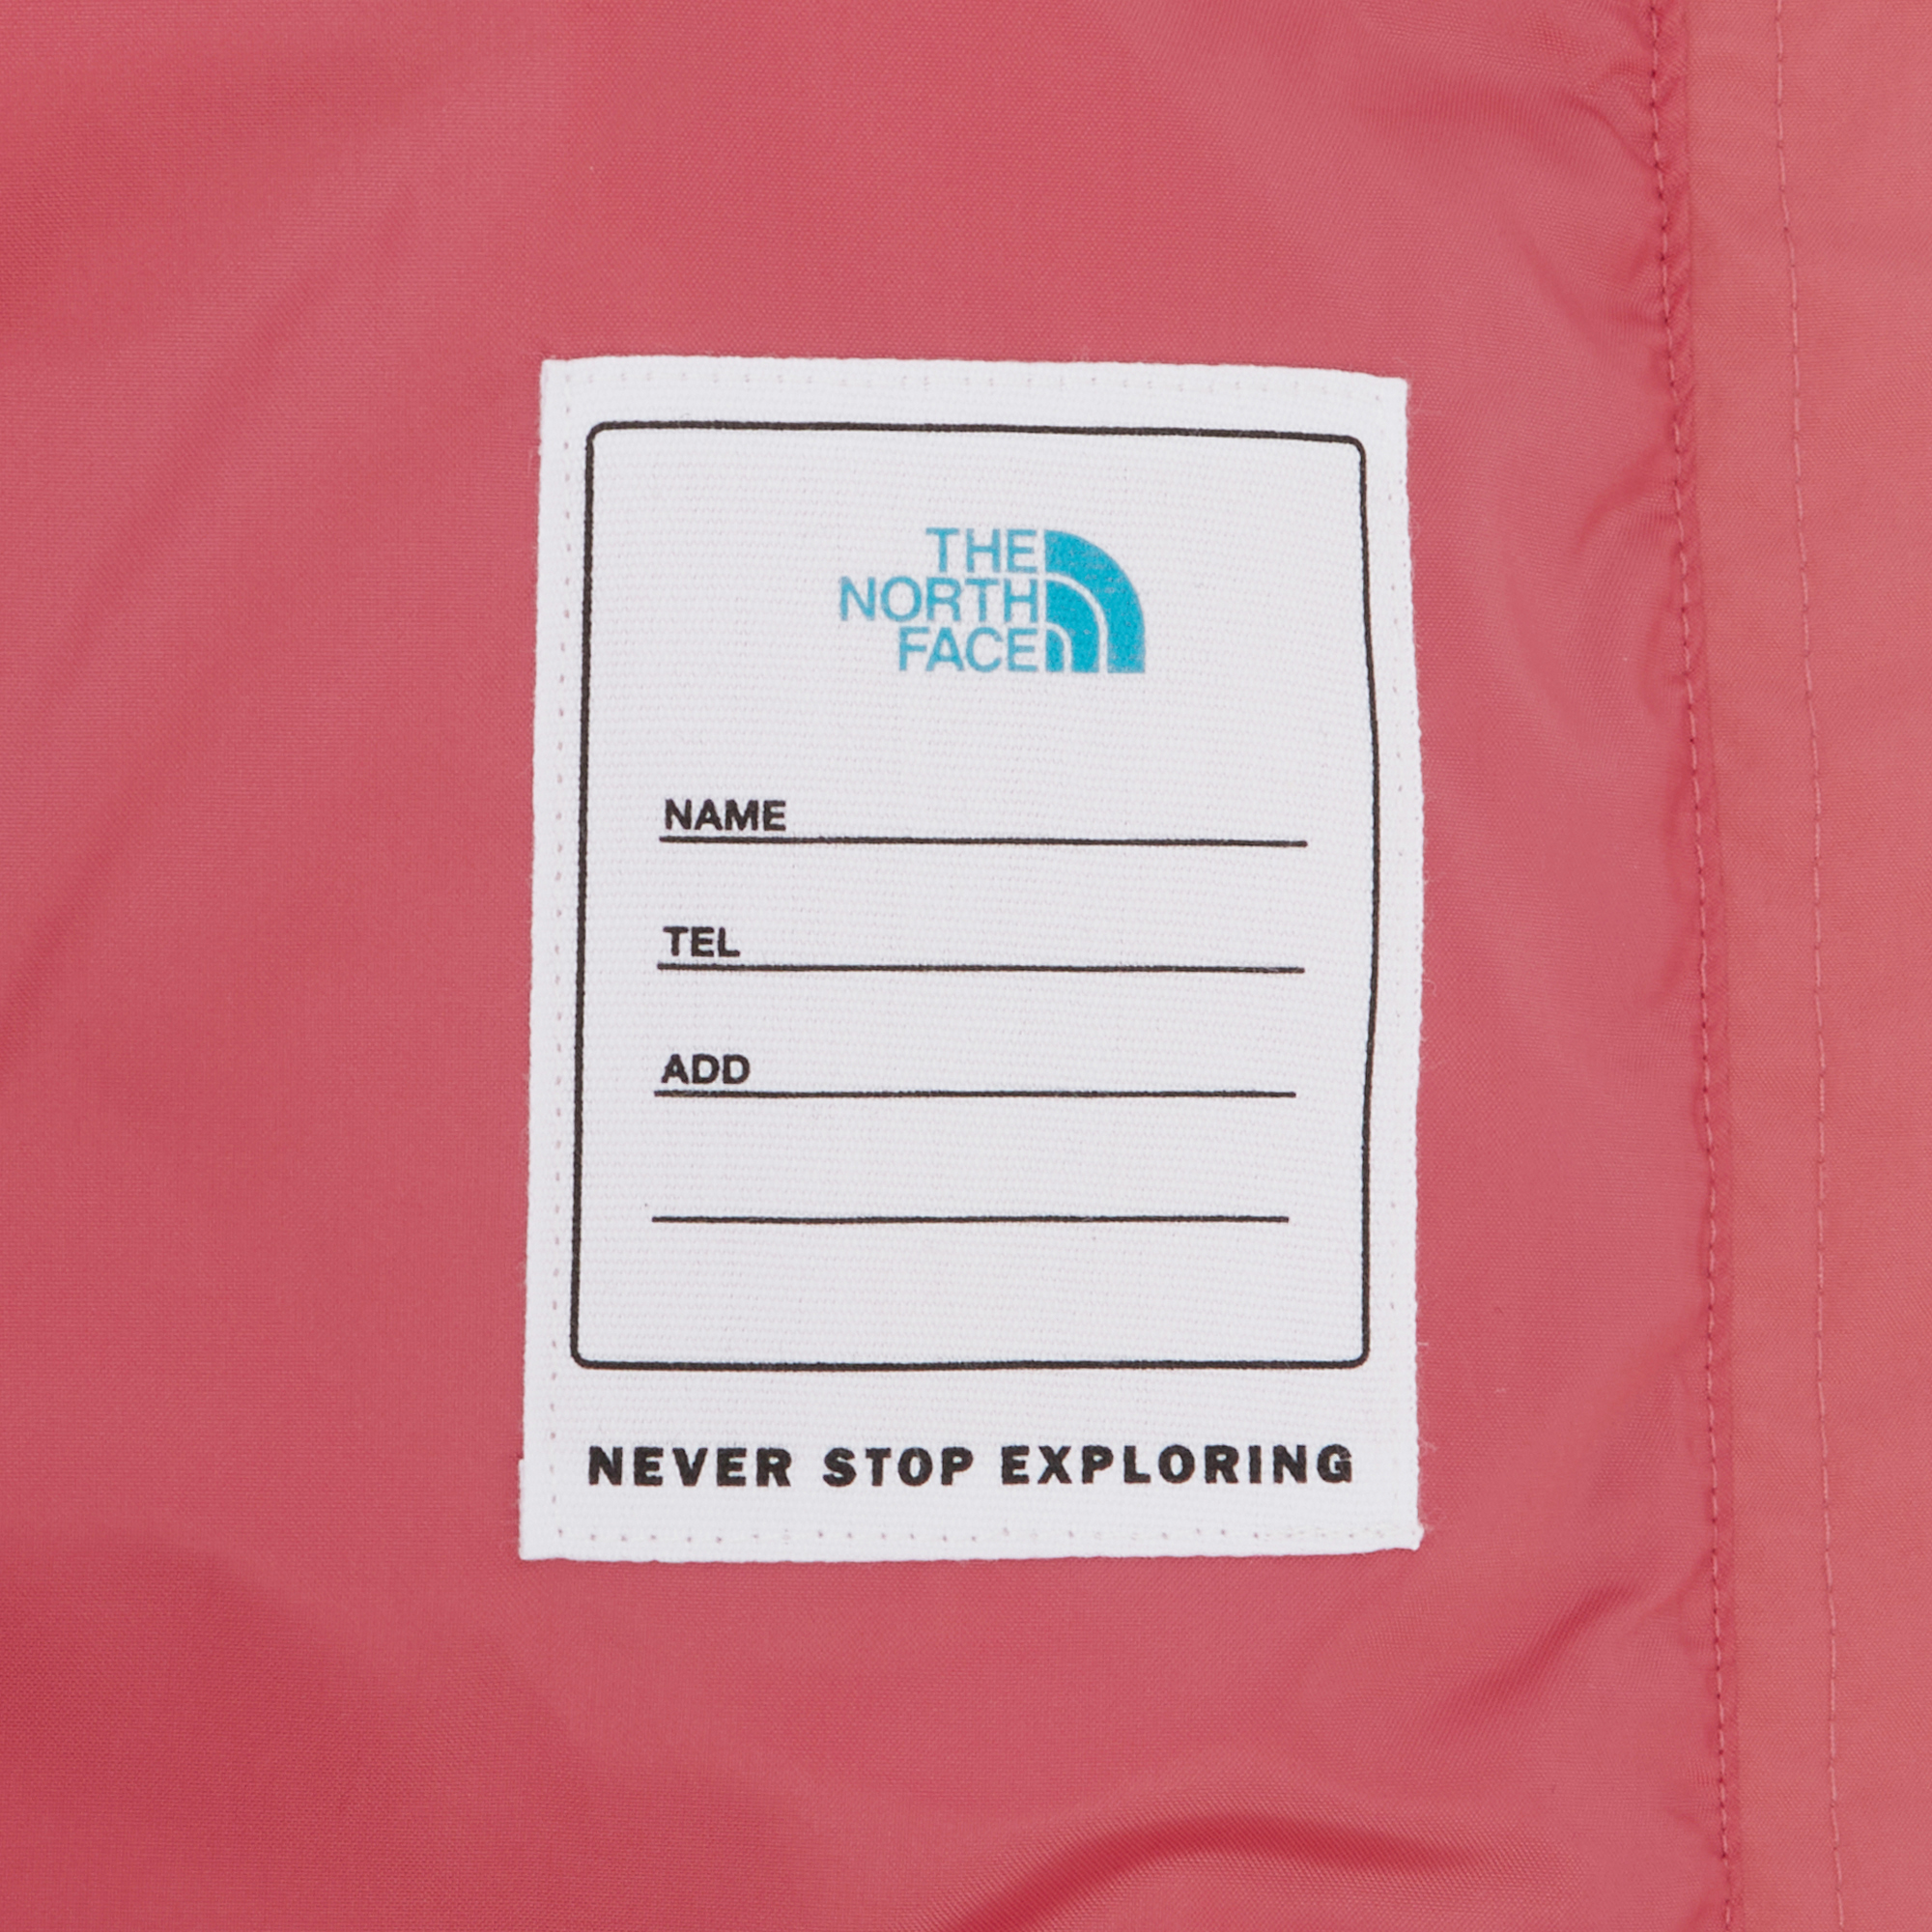 THE
NORTH
FACE
NAME
TEL
ADD
NEVER STOP EXPLORING